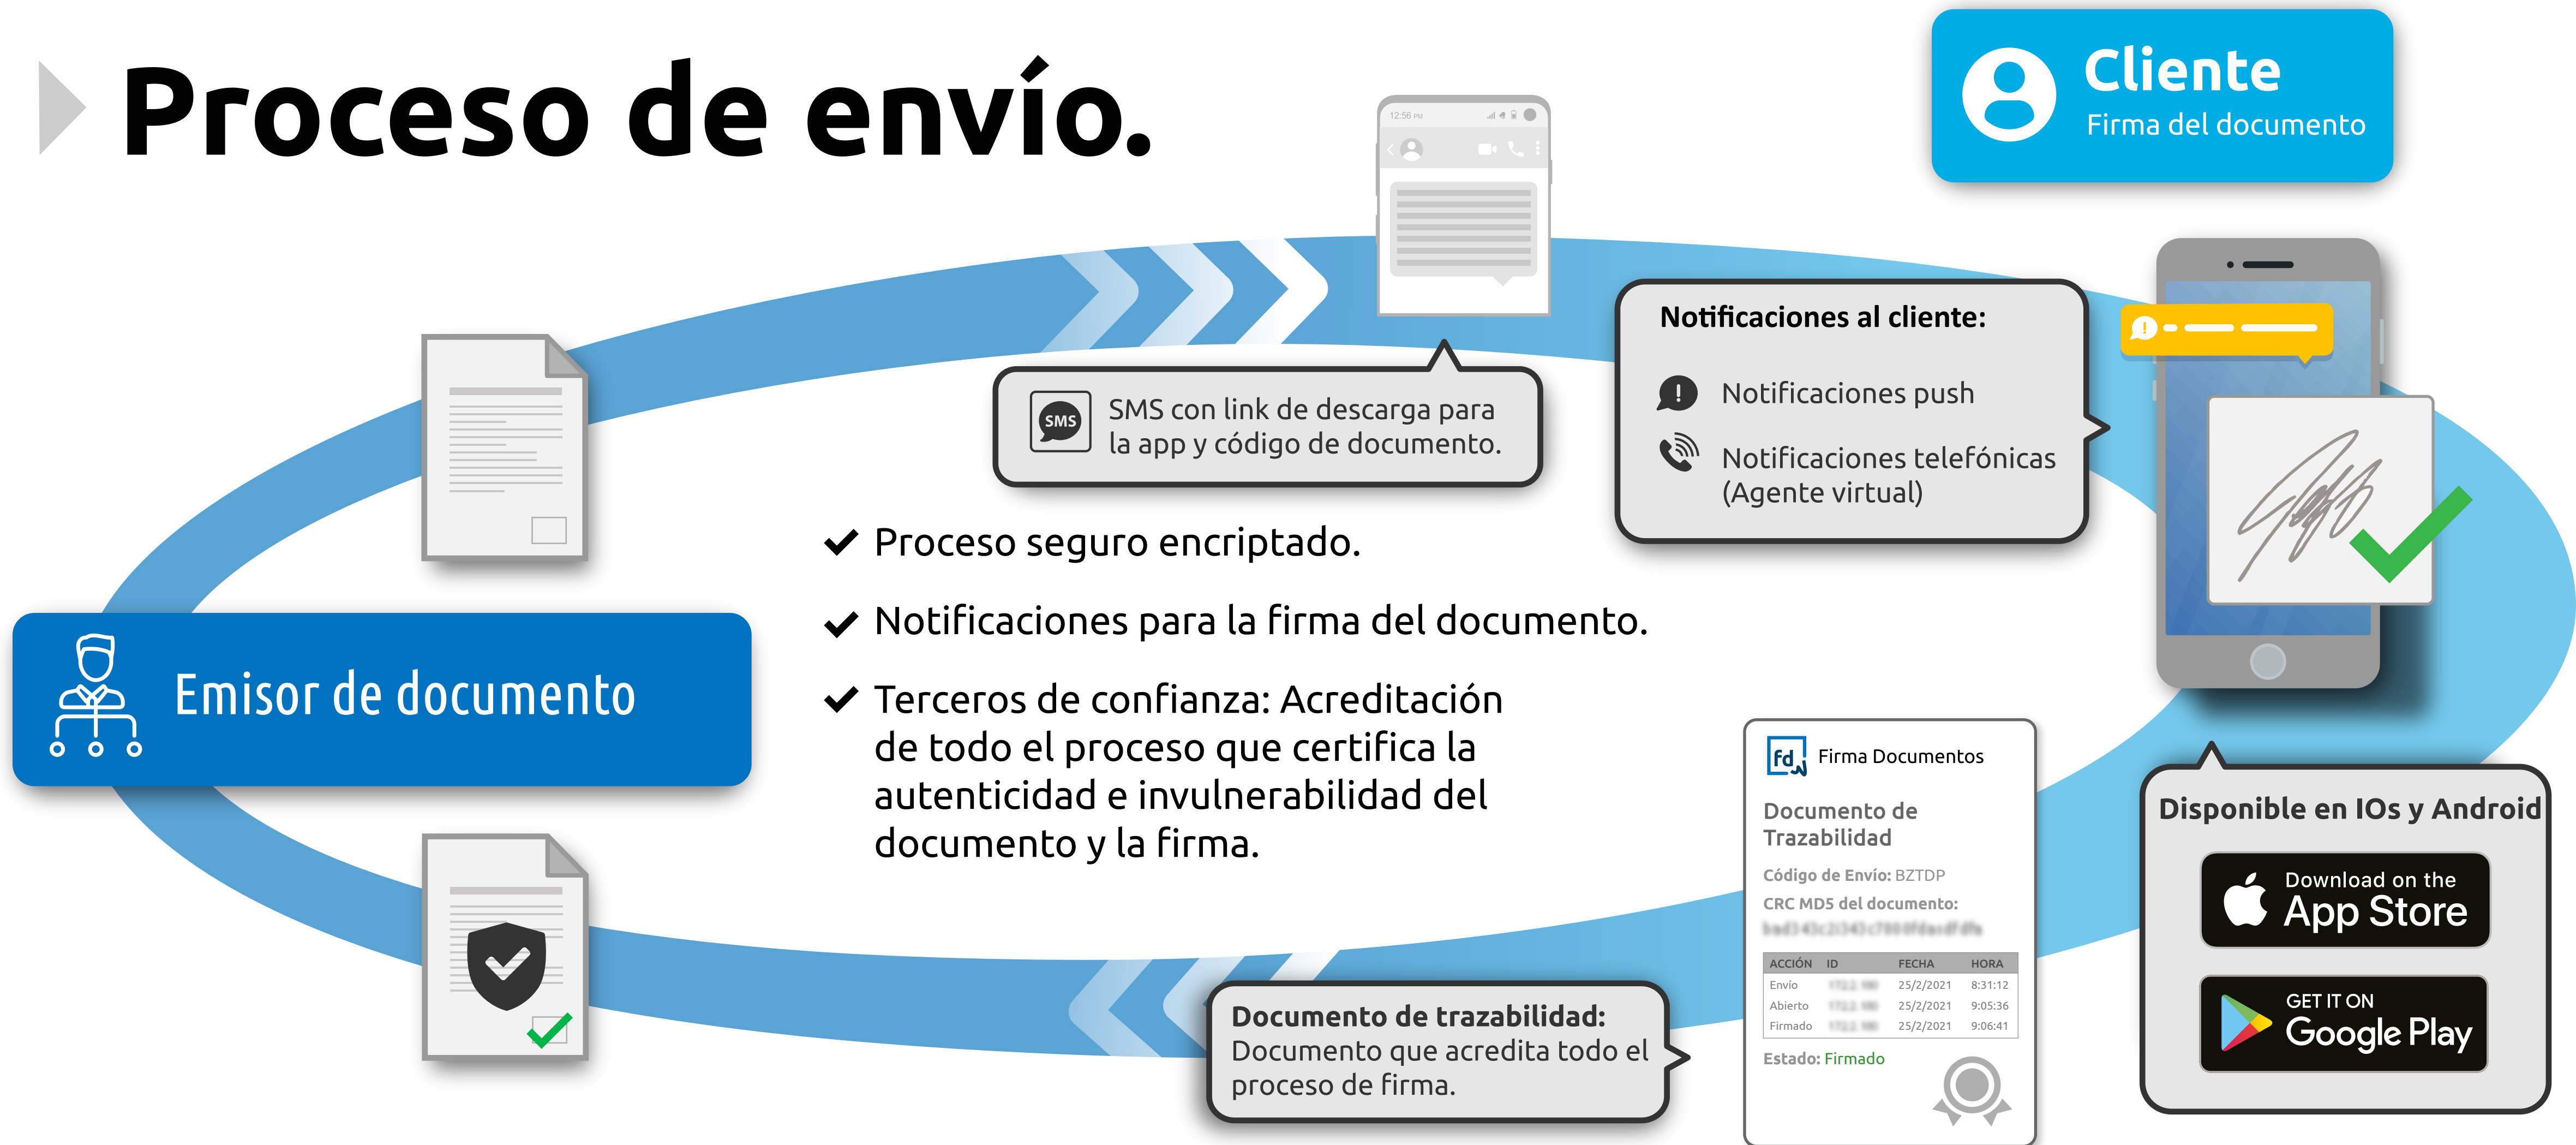 Proceso de envío.
Cliente
Firma del documento
12:56 PM
SMS
SMS con link de descarga para
la app y código de documento.
Notificaciones al cliente:
Notificaciones push
Notificaciones telefónicas
(Agente virtual)
Proceso seguro encriptado.
Notificaciones para la firma del documento.
Terceros de confianza: Acreditación
de todo el proceso que certifica la
autenticidad e invulnerabilidad del
documento y la firma.
Emisor de documento
fd
Firma Documentos
Documento de
Trazabilidad
Código de Envío: BZTDP
CRC MD5 del documento:
ACCIÓN ID FECHA HORA
Envío 25/2/2021 8:31:12
Abierto 25/2/2021 9:05:36
Firmado 25/2/2021 9:06:41
Estado: Firmado
Documento de trazabilidad:
Documento que acredita todo el
proceso de firma.
Disponible en IOs y Android
Download on the
App Store
GET IT ON
Google Play